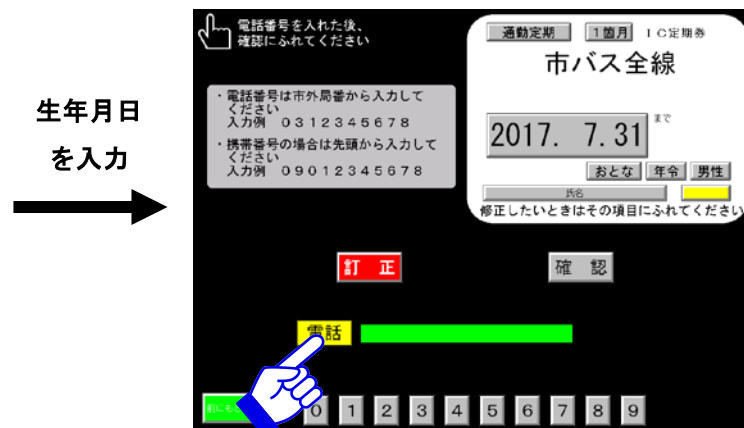 生年月日
を入力
電話番号を入れた後、
確認にふれてください
・電話番号は市外局番から入力して
ください
入力例 0312345678
・携帯番号の場合は先頭から入力して
ください
入力例 09012345678
通勤定期 1箇月 IC定期券
市バス全線
2017. 7.31 まで
おとな 年令 男性
氏名
修正したいときはその項目にふれてください
訂 正 確 認
電話
0 1 2 3 4 5 6 7 8 9